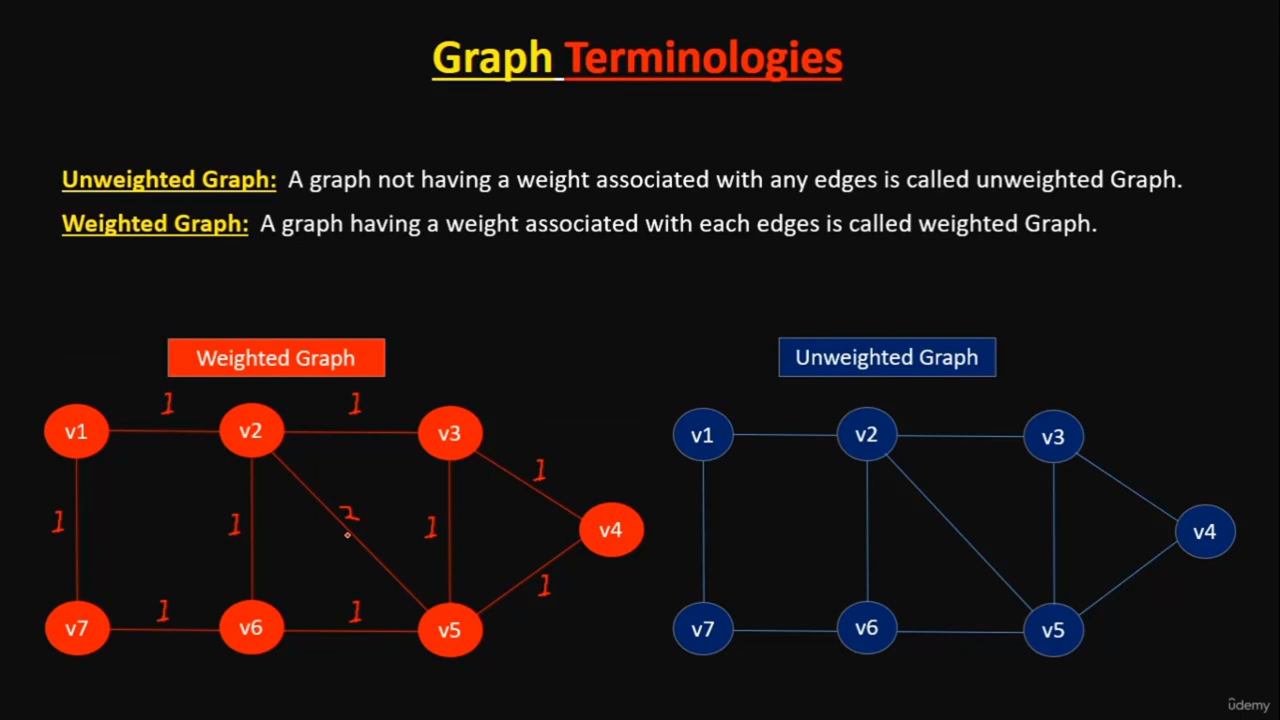 Graph Terminologies
Unweighted Graph: A graph not having a weight associated with any edges is called unweighted Graph.
Weighted Graph: A graph having a weight associated with each edges is called weighted Graph.
Weighted Graph
1 1
v1 v2 v3
1
1 1 2 1
v4
1
1 1
v7 v6 v5
Unweighted Graph
v1 v2 v3
v4
v7 v6 v5
ûdemy